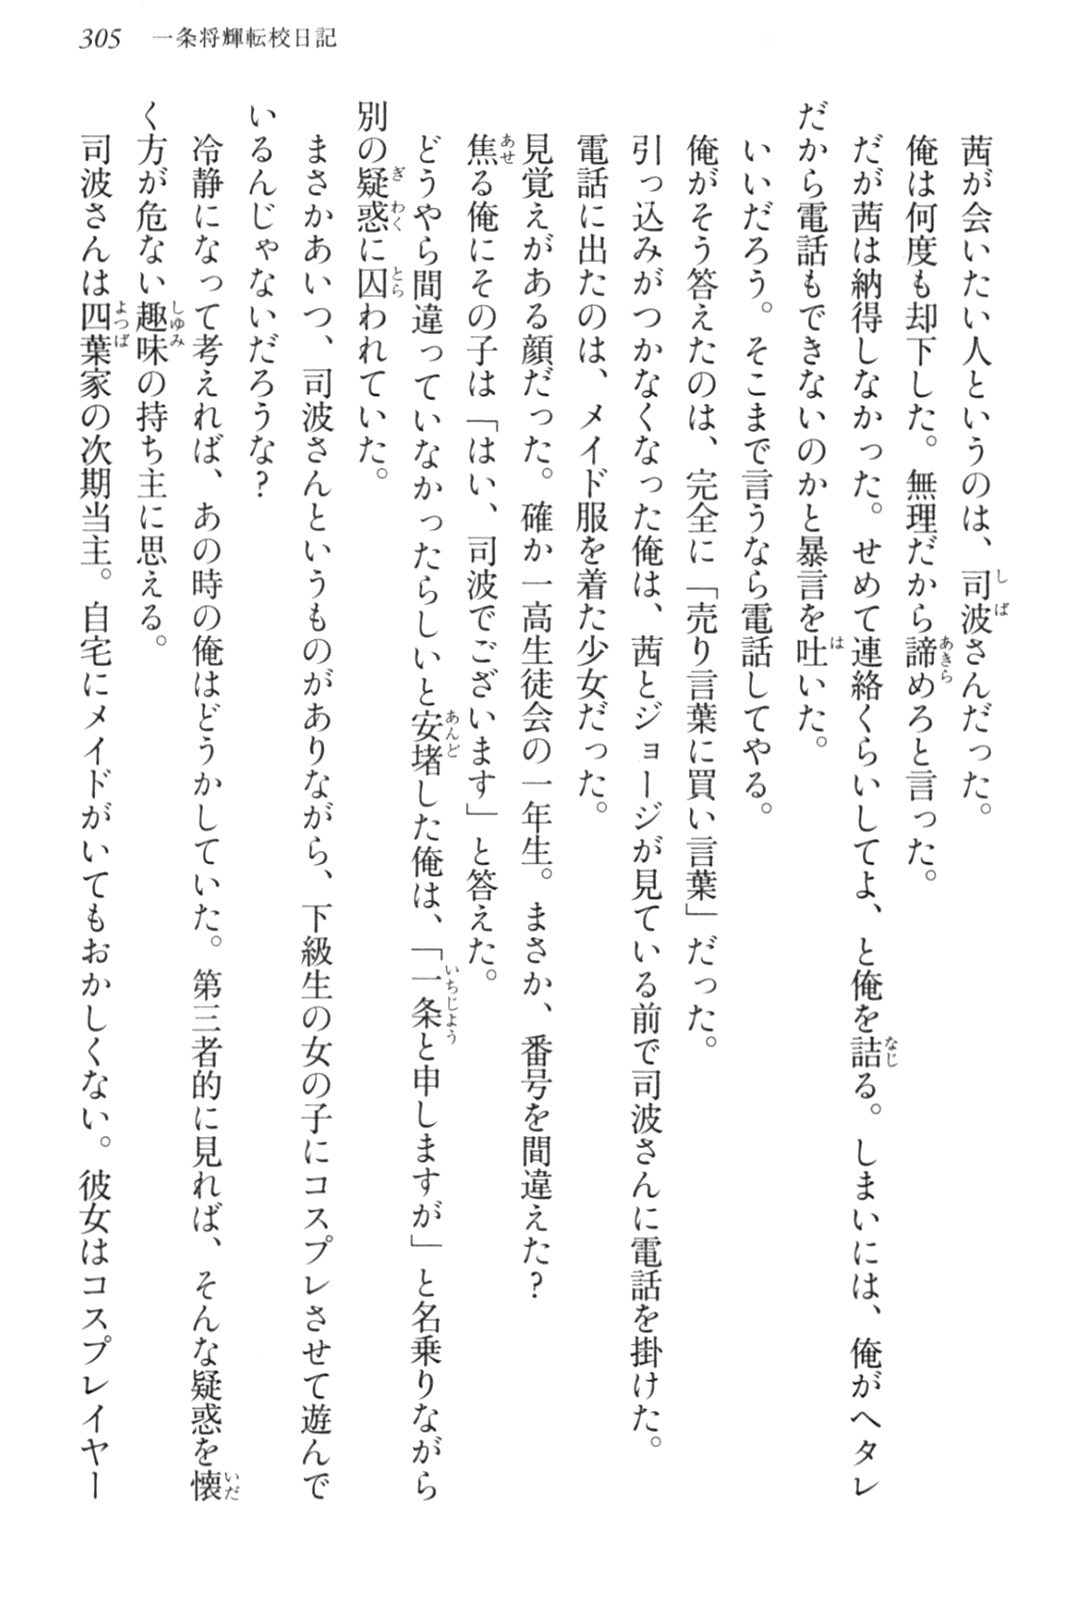 305 一条将輝転校日記
茜が会いたい人というのは、司波さんだった。
俺は何度も却下した。無理だから諦めろと言った。
だが茜は納得しなかった。せめて連絡くらいしてよ、と俺を詰る。しまいには、俺がヘタレ
だから電話もできないのかと暴言を吐いた。
いいだろう。そこまで言うなら電話してやる。
俺がそう答えたのは、完全に「売り言葉に買い言葉」だった。
引っ込みがつかなくなった俺は、茜とジョージが見ている前で司波さんに電話を掛けた。
電話に出たのは、メイド服を着た少女だった。
見覚えがある顔だった。確か一高生徒会の一年生。まさか、番号を間違えた?
焦る俺にその子は「はい、司波でございます」と答えた。
どうやら間違っていなかったらしいと安堵した俺は、「一条と申しますが」と名乗りながら
別の疑惑に囚われていた。
まさかあいつ、司波さんというものがありながら、下級生の女の子にコスプレさせて遊んで
いるんじゃないだろうな?
冷静になって考えれば、あの時の俺はどうかしていた。第三者的に見れば、そんな疑惑を懐
く方が危ない趣味の持ち主に思える。
司波さんは四葉家の次期当主。自宅にメイドがいてもおかしくない。彼女はコスプレイヤー